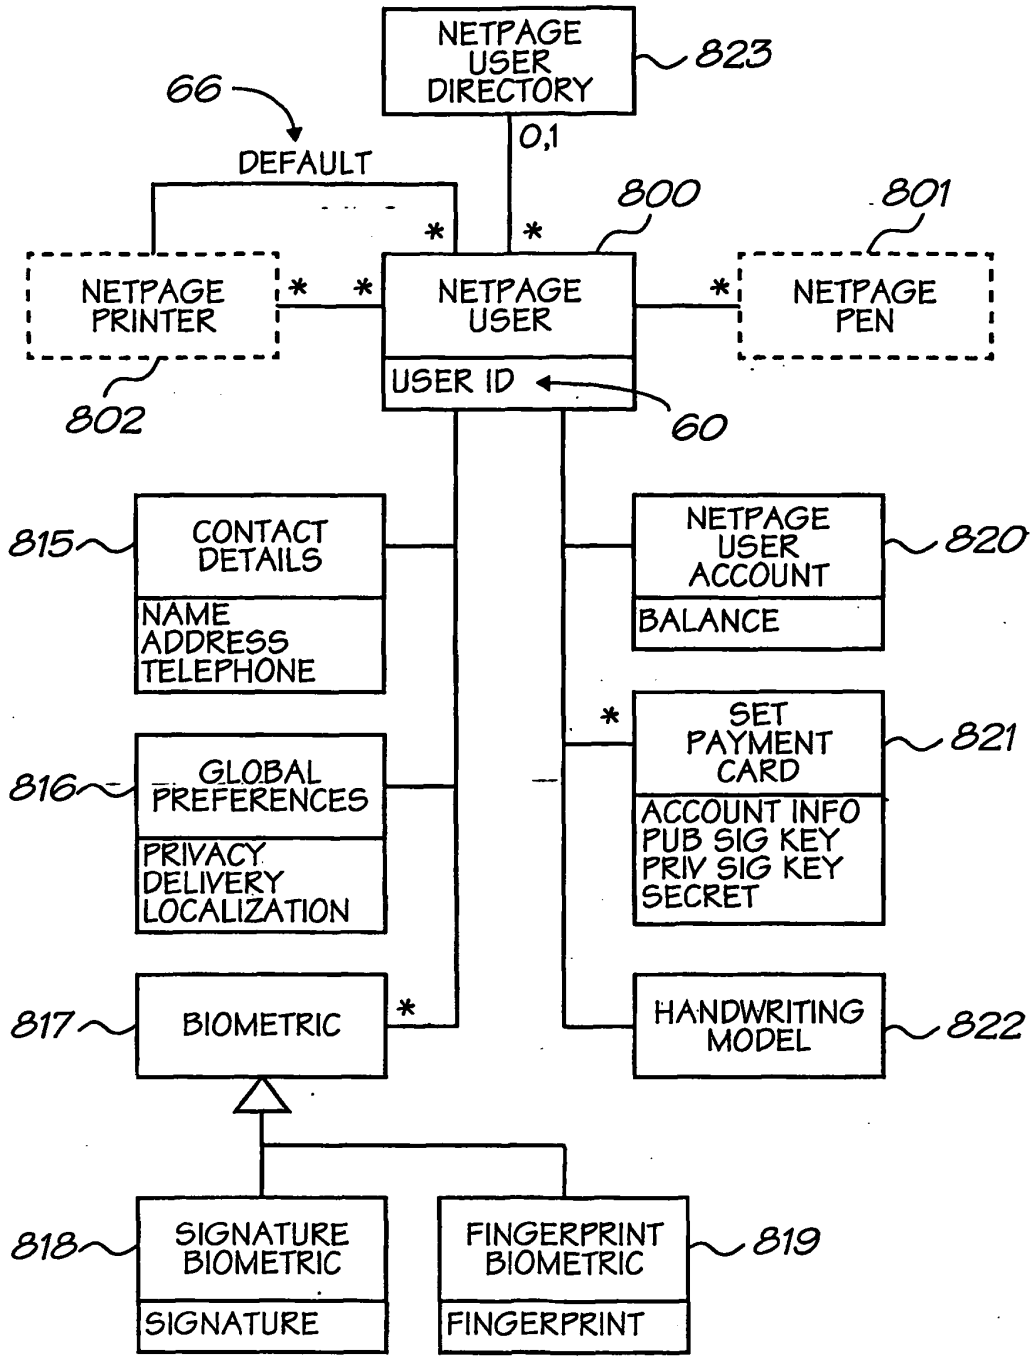 NETPAGE
USER
DIRECTORY
823
66
0,1
DEFAULT
800
801
*
*
NETPAGE
PRINTER
*
*
NETPAGE
USER
*
NETPAGE
PEN
802
USER ID
60
815
CONTACT
DETAILS
NAME
ADDRESS
TELEPHONE
NETPAGE
USER
ACCOUNT
820
BALANCE
816
GLOBAL
PREFERENCES
PRIVACY
DELIVERY
LOCALIZATION
*
SET
PAYMENT
CARD
821
ACCOUNT INFO
PUB SIG KEY
PRIV SIG KEY
SECRET
817
BIOMETRIC
*
HANDWRITING
MODEL
822
818
SIGNATURE
BIOMETRIC
SIGNATURE
FINGERPRINT
BIOMETRIC
819
FINGERPRINT